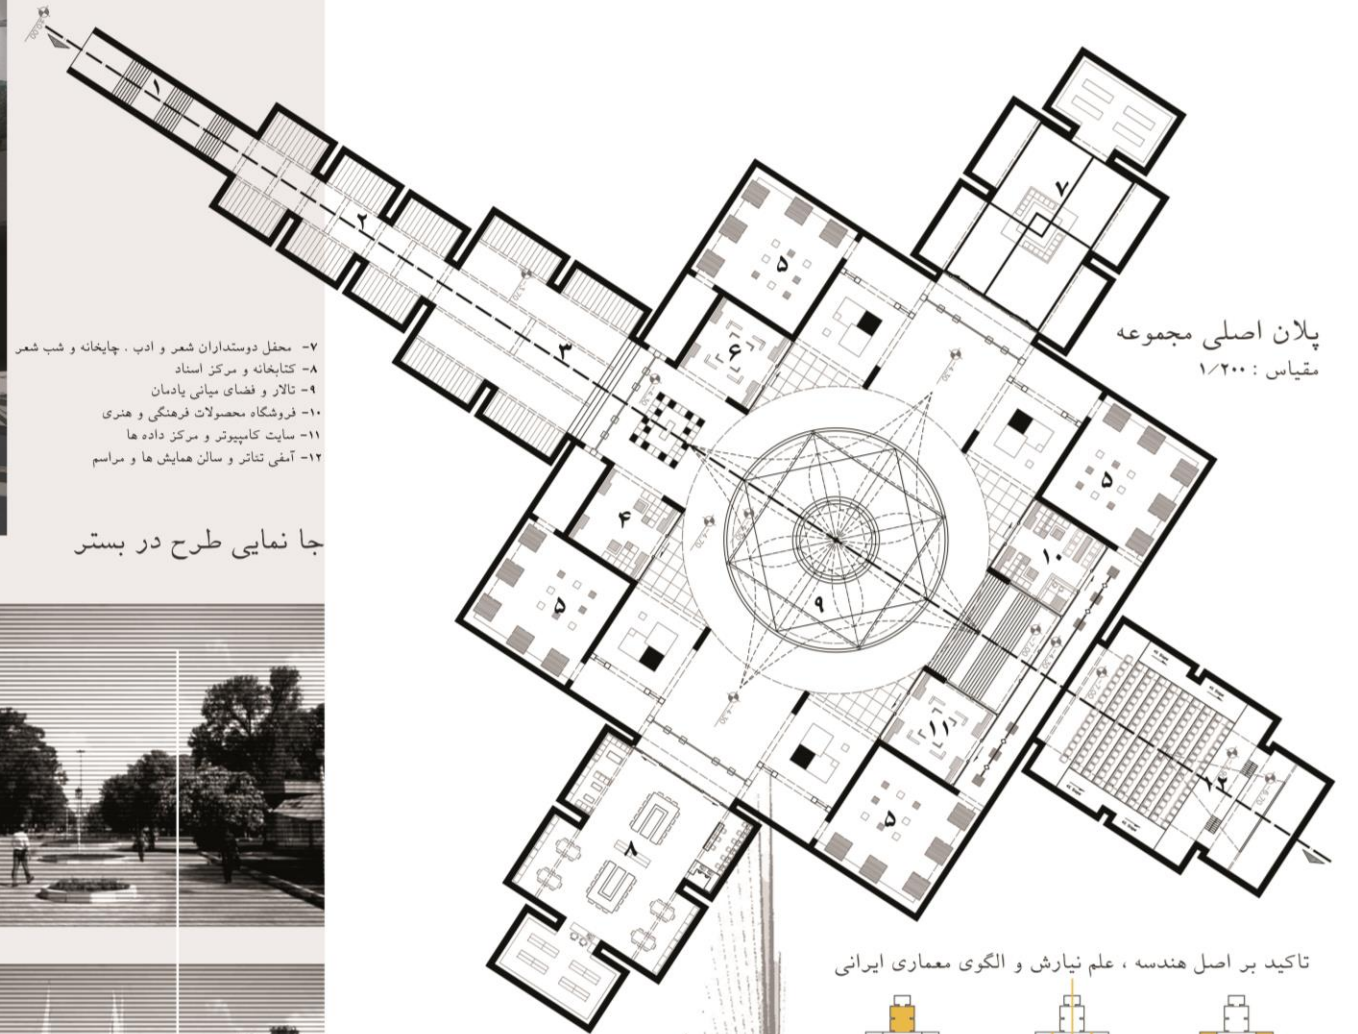 پلان اصلی مجموعه
مقیاس : ۱/۲۰۰
۷- محفل دوستداران شعر و ادب . چایخانه و شب شعر
۸- کتابخانه و مرکز اسناد
۹- تالار و فضای میانی یادمان
۱۰- فروشگاه محصولات فرهنگی و هنری
۱۱- سایت کامپیوتر و مرکز داده ها
۱۲- آمفی تئاتر و سالن همایش ها و مراسم
جا نمایی طرح در بستر
۱
۲
۳
۴
۵
۵
۵
۵
۶
۷
۸
۹
۱۰
۱۱
۱۲
تاکید بر اصل هندسه ، علم نیارش و الگوی معماری ایرانی